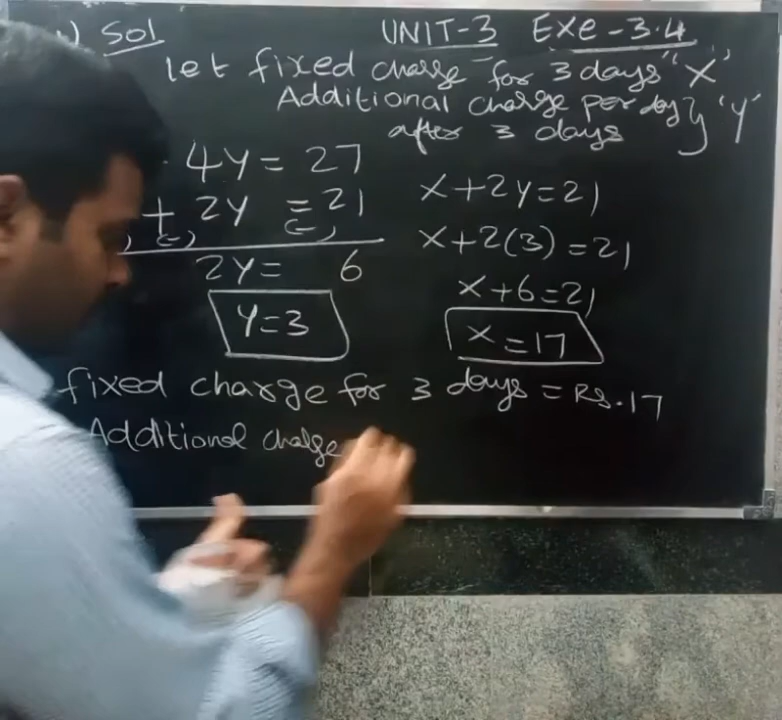 ) Sol UNIT-3 Exe-3.4
let fixed charge for 3 days "X"
Additional charge per day } 'Y'
after 3 days
4y = 27
+ 2y = 21
(-) (-)
2y = 6
y=3
x+2y=21
x+2(3)=21
x+6=21
x=17
fixed charge for 3 days = Rs.17
Additional charge